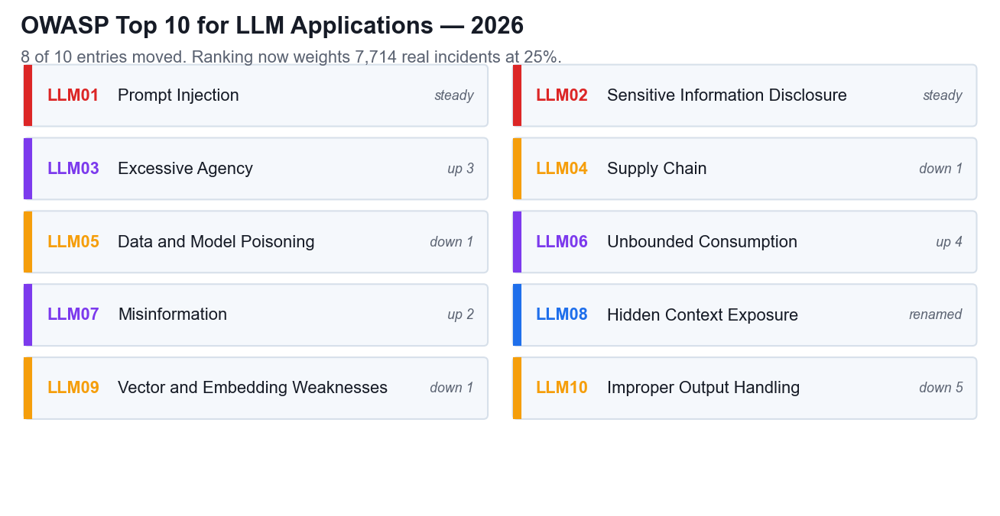 OWASP Top 10 for LLM Applications — 2026
8 of 10 entries moved. Ranking now weights 7,714 real incidents at 25%.
LLM01 Prompt Injection steady
LLM02 Sensitive Information Disclosure steady
LLM03 Excessive Agency up 3
LLM04 Supply Chain down 1
LLM05 Data and Model Poisoning down 1
LLM06 Unbounded Consumption up 4
LLM07 Misinformation up 2
LLM08 Hidden Context Exposure renamed
LLM09 Vector and Embedding Weaknesses down 1
LLM10 Improper Output Handling down 5